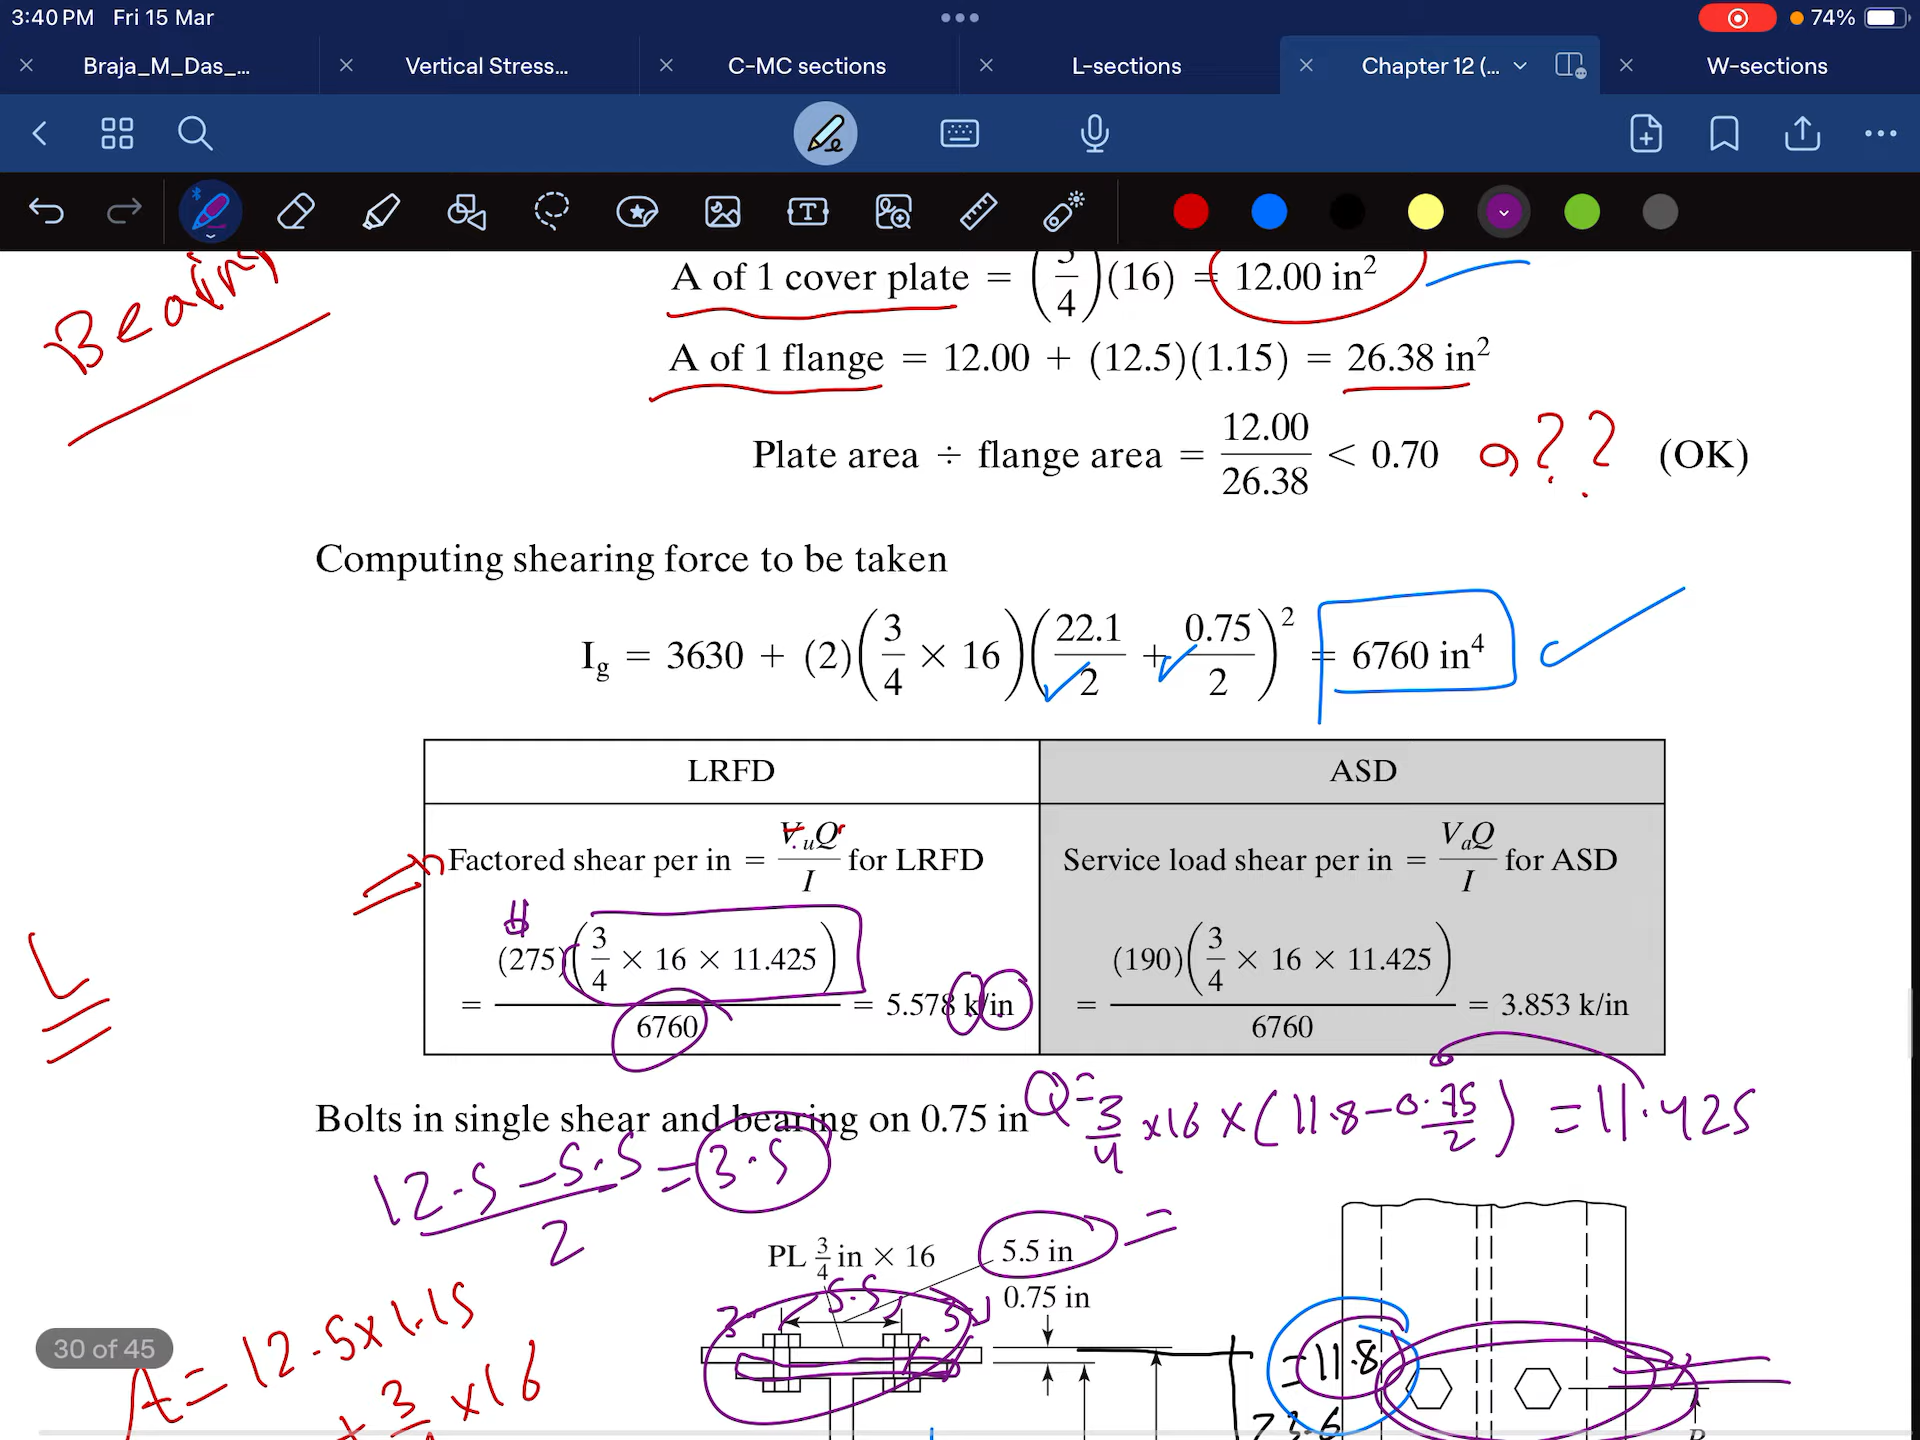 3:40 PM Fri 15 Mar
74%
Braja_M_Das_...
Vertical Stress...
C-MC sections
L-sections
Chapter 12 (...
W-sections
Bearing
A of 1 cover plate = (3/4)(16) = 12.00 in²
A of 1 flange = 12.00 + (12.5)(1.15) = 26.38 in²
Plate area ÷ flange area = 12.00/26.38 < 0.70 ?? (OK)
Computing shearing force to be taken
I_g = 3630 + (2)(3/4 × 16)(22.1/2 + 0.75/2)² = 6760 in⁴
LRFD
ASD
Factored shear per in = V_uQ/I for LRFD
Service load shear per in = V_aQ/I for ASD
= (275)(3/4 × 16 × 11.425)/6760 = 5.578 k/in
= (190)(3/4 × 16 × 11.425)/6760 = 3.853 k/in
L
Bolts in single shear and bearing on 0.75 in
Q = 3/4 x16 x (11.8 - 0.75/2) = 11.425
12.5 - 5.5/2 = 3.5
PL 3/4 in × 16
5.5 in
5.5
0.75 in
30 of 45
A = 12.5x1.15
+ 3/4 x16
= 11.8
23.6